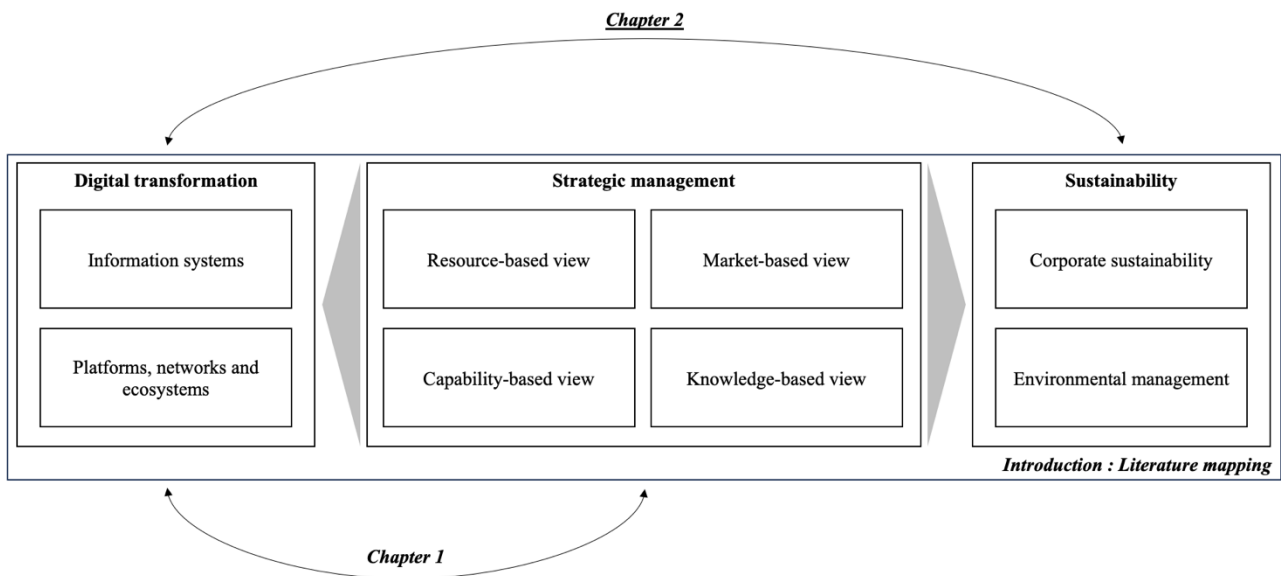 Chapter 2
Digital transformation
Information systems
Platforms, networks and
ecosystems
Strategic management
Resource-based view
Market-based view
Capability-based view
Knowledge-based view
Sustainability
Corporate sustainability
Environmental management
Introduction : Literature mapping
Chapter 1